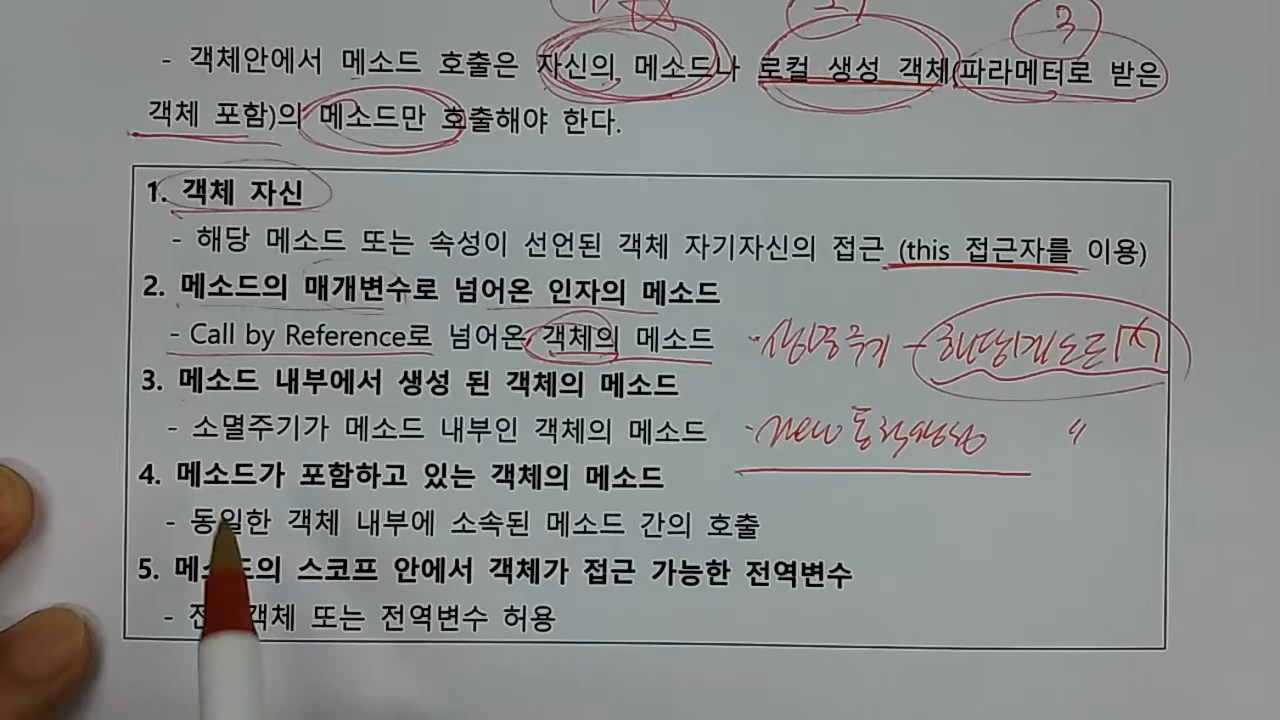 - 객체안에서 메소드 호출은 자신의 메소드나 로컬 생성 객체(파라메터로 받은
객체 포함)의 메소드만 호출해야 한다.
1. 객체 자신
- 해당 메소드 또는 속성이 선언된 객체 자기자신의 접근 (this 접근자를 이용)
2. 메소드의 매개변수로 넘어온 인자의 메소드
- Call by Reference로 넘어온 객체의 메소드
3. 메소드 내부에서 생성 된 객체의 메소드
- 소멸주기가 메소드 내부인 객체의 메소드 · new 동적생성 "
4. 메소드가 포함하고 있는 객체의 메소드
- 동일한 객체 내부에 소속된 메소드 간의 호출
5. 메 의 스코프 안에서 객체가 접근 가능한 전역변수
- 객체 또는 전역변수 허용